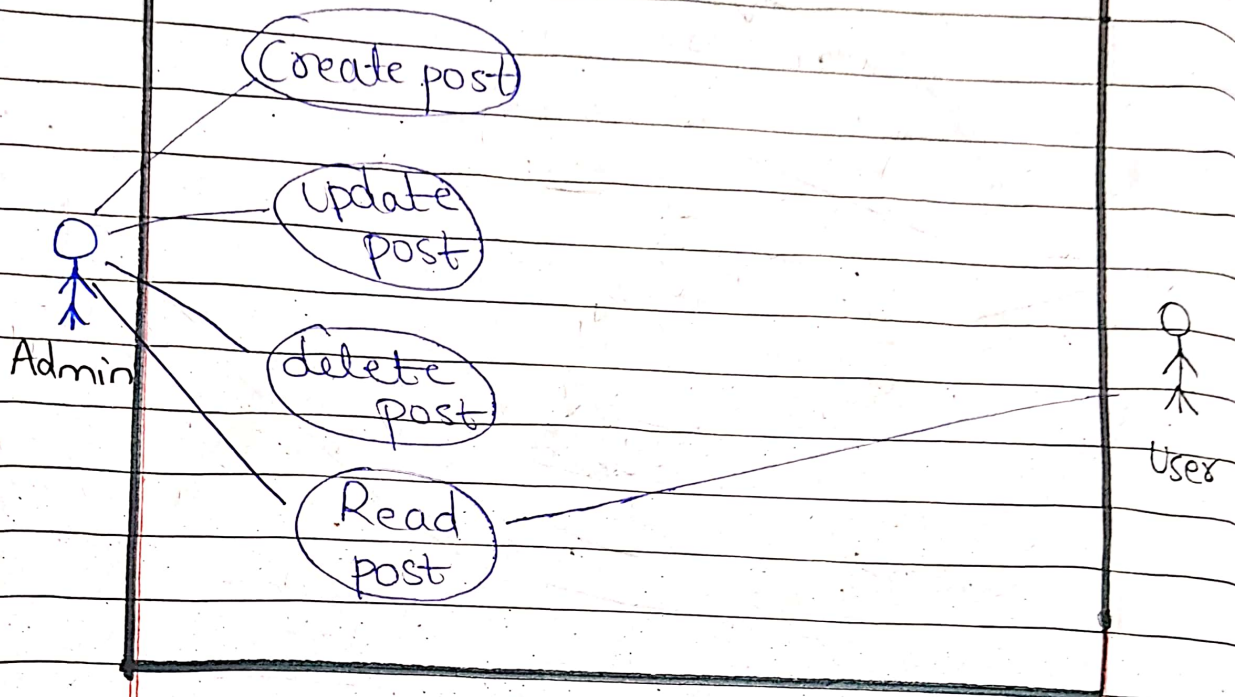 Create post
update
post
Admin
delete
post
User
Read
post